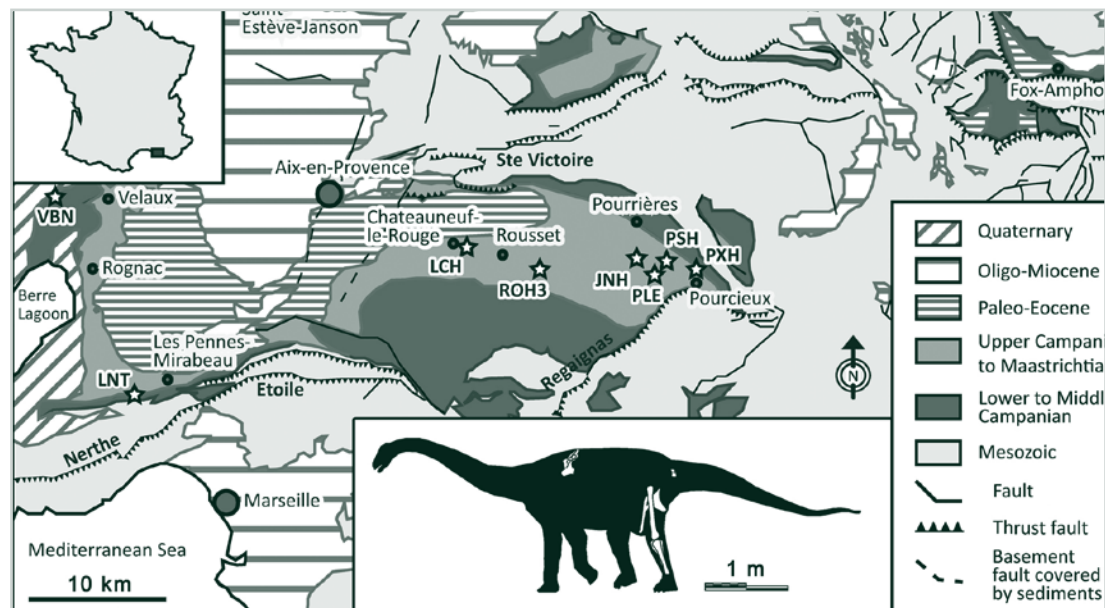 Estève-Janson
Fox-Ampho
Ste Victoire
Aix-en-Provence
VBN
Velaux
Chateauneuf-
le-Rouge
Pourrières
LCH
Rousset
PSH
PXH
Rognac
ROH3
JNH
PLE
Pourcieux
Berre
Lagoon
Les Pennes-
Mirabeau
LNT
Etoile
Regaignas
Nerthe
Marseille
Mediterranean Sea
10 km
1 m
N
Quaternary
Oligo-Miocene
Paleo-Eocene
Upper Campani
to Maastrichtia
Lower to Middl
Campanian
Mesozoic
Fault
Thrust fault
Basement
fault covered
by sediments